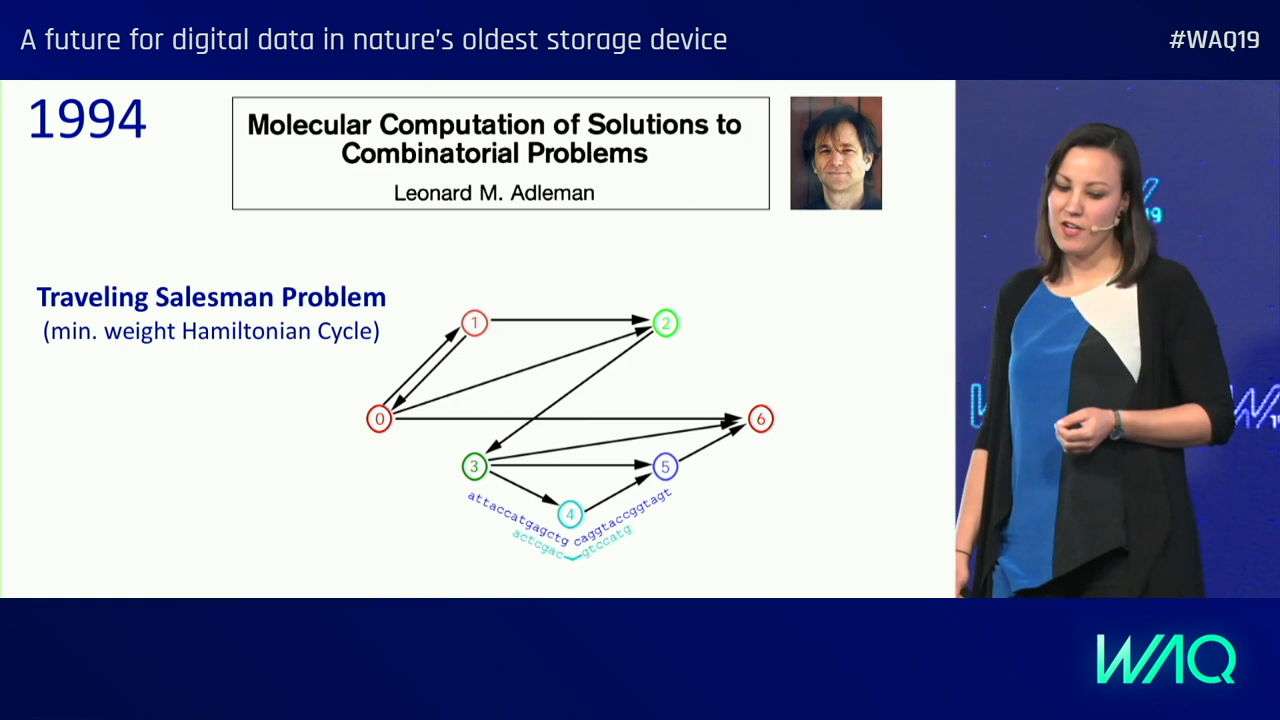 A future for digital data in nature's oldest storage device
#WAQ19
1994
Molecular Computation of Solutions to
Combinatorial Problems
Leonard M. Adleman
Traveling Salesman Problem
(min. weight Hamiltonian Cycle)
1
2
0
6
3
5
4
attaccatgagctg
caggtaccggtagt
actcgac
gtccatg
19
WAQ